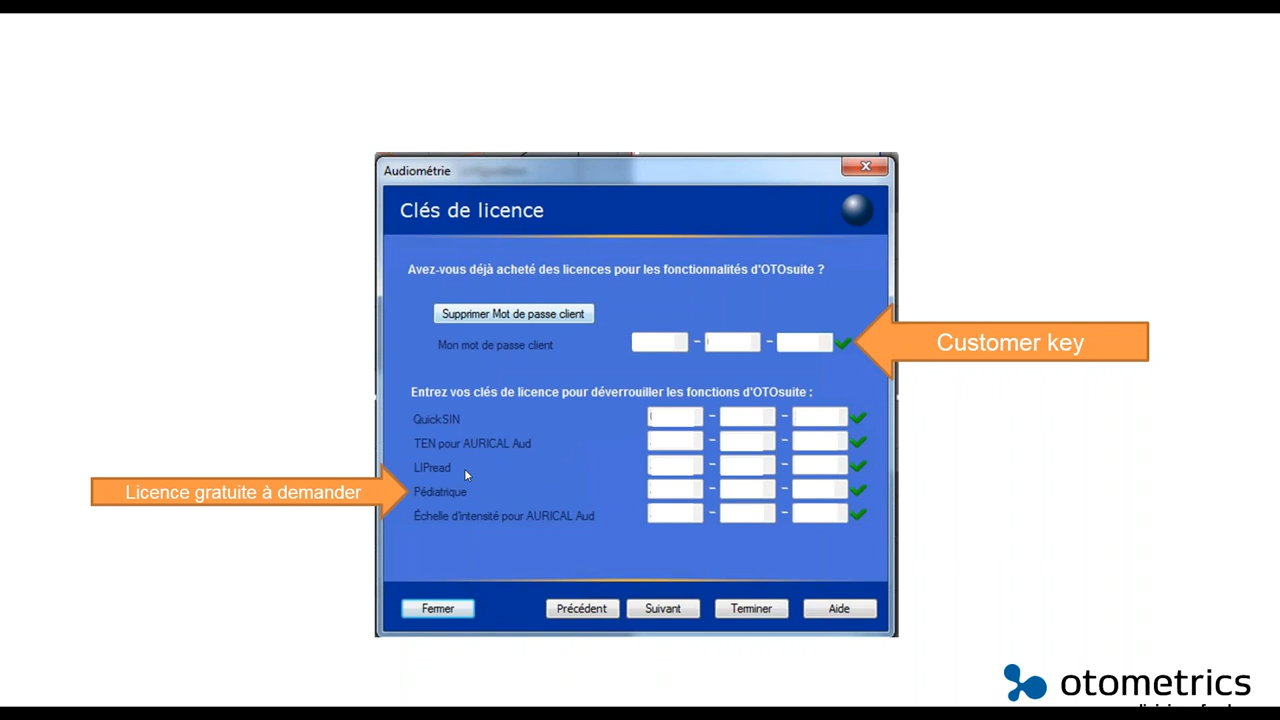 Audiométrie
Clés de licence
Avez-vous déjà acheté des licences pour les fonctionnalités d'OTOsuite ?
Supprimer Mot de passe client
Mon mot de passe client
- -
Customer key
Entrez vos clés de licence pour déverrouiller les fonctions d'OTOsuite :
QuickSIN - -
TEN pour AURICAL Aud - -
LIPread - -
Licence gratuite à demander
Pédiatrique - -
Échelle d'intensité pour AURICAL Aud - -
Fermer
Précédent
Suivant
Terminer
Aide
otometrics